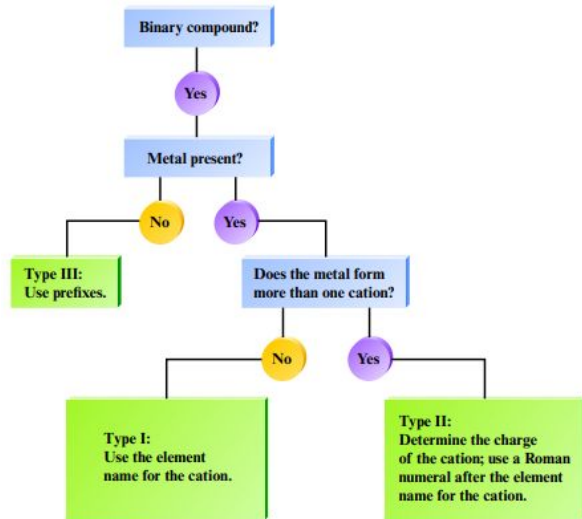 Binary compound?
Yes
Metal present?
No
Yes
Type III:
Use prefixes.
Does the metal form
more than one cation?
No
Yes
Type I:
Use the element
name for the cation.
Type II:
Determine the charge
of the cation; use a Roman
numeral after the element
name for the cation.